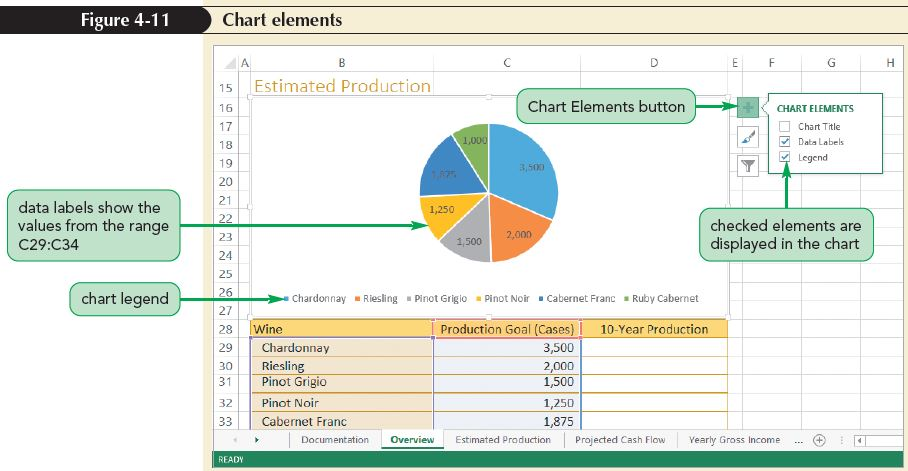 Figure 4-11 Chart elements
A B C D E F G H
15 Estimated Production
16
Chart Elements button
CHART ELEMENTS
Chart Title
Data Labels
Legend
17
18
19
20
21
22
23
24
25
26
27
1,000
3,500
1,875
1,250
1,500
2,000
data labels show the
values from the range
C29:C34
checked elements are
displayed in the chart
chart legend
Chardonnay Riesling Pinot Grigio Pinot Noir Cabernet Franc Ruby Cabernet
28 Wine Production Goal (Cases) 10-Year Production
29 Chardonnay 3,500
30 Riesling 2,000
31 Pinot Grigio 1,500
32 Pinot Noir 1,250
33 Cabernet Franc 1,875
Documentation Overview Estimated Production Projected Cash Flow Yearly Gross Income ...
READY